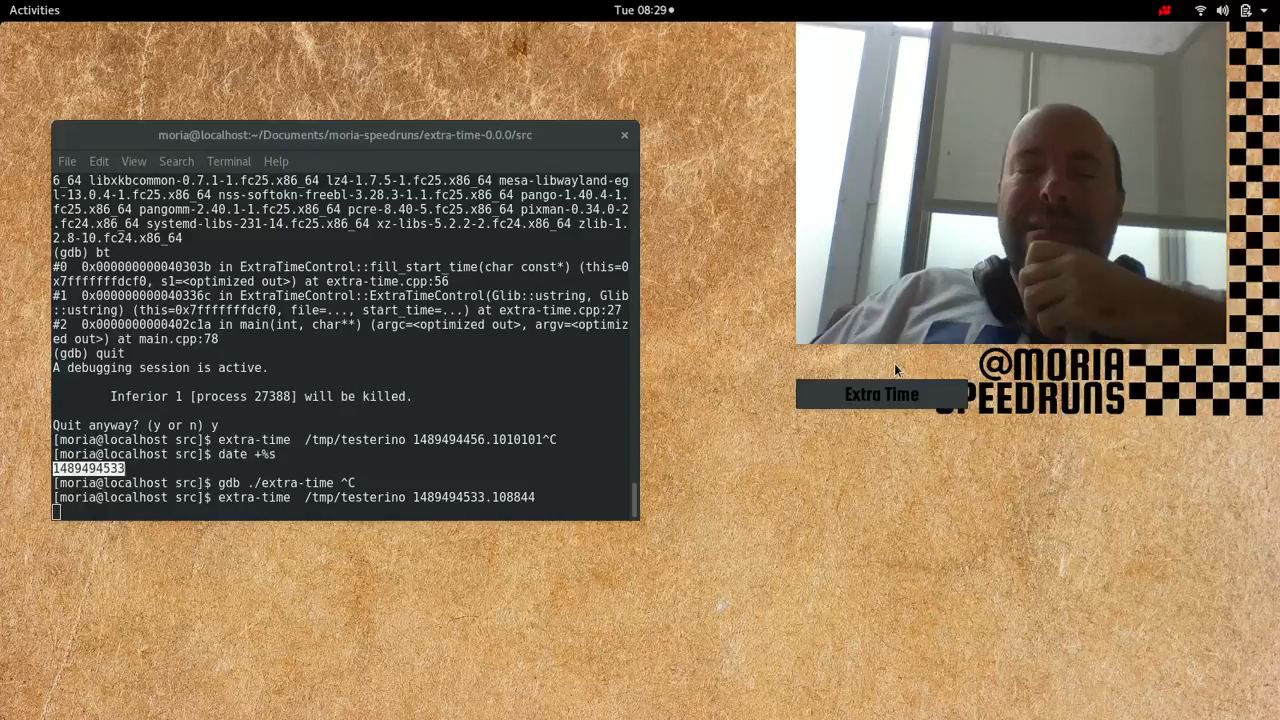 Activities
Tue 08:29
moria@localhost:~/Documents/moria-speedruns/extra-time-0.0.0/src
File Edit View Search Terminal Help
6_64 libxkbcommon-0.7.1-1.fc25.x86_64 lz4-1.7.5-1.fc25.x86_64 mesa-libwayland-eg
l-13.0.4-1.fc25.x86_64 nss-softokn-freebl-3.28.3-1.1.fc25.x86_64 pango-1.40.4-1.
fc25.x86_64 pangomm-2.40.1-1.fc25.x86_64 pcre-8.40-5.fc25.x86_64 pixman-0.34.0-2
.fc24.x86_64 systemd-libs-231-14.fc25.x86_64 xz-libs-5.2.2-2.fc24.x86_64 zlib-1.
2.8-10.fc24.x86_64
(gdb) bt
#0  0x000000000040303b in ExtraTimeControl::fill_start_time(char const*) (this=0
x7fffffffdcf0, s1=<optimized out>) at extra-time.cpp:56
#1  0x000000000040336c in ExtraTimeControl::ExtraTimeControl(Glib::ustring, Glib
::ustring) (this=0x7fffffffdcf0, file=..., start_time=...) at extra-time.cpp:27
#2  0x0000000000402c1a in main(int, char**) (argc=<optimized out>, argv=<optimiz
ed out>) at main.cpp:78
(gdb) quit
A debugging session is active.
Inferior 1 [process 27388] will be killed.
Quit anyway? (y or n) y
[moria@localhost src]$ extra-time  /tmp/testerino 1489494456.1010101^C
[moria@localhost src]$ date +%s
1489494533
[moria@localhost src]$ gdb ./extra-time ^C
[moria@localhost src]$ extra-time  /tmp/testerino 1489494533.108844
@MORIA
SPEEDRUNS
Extra Time